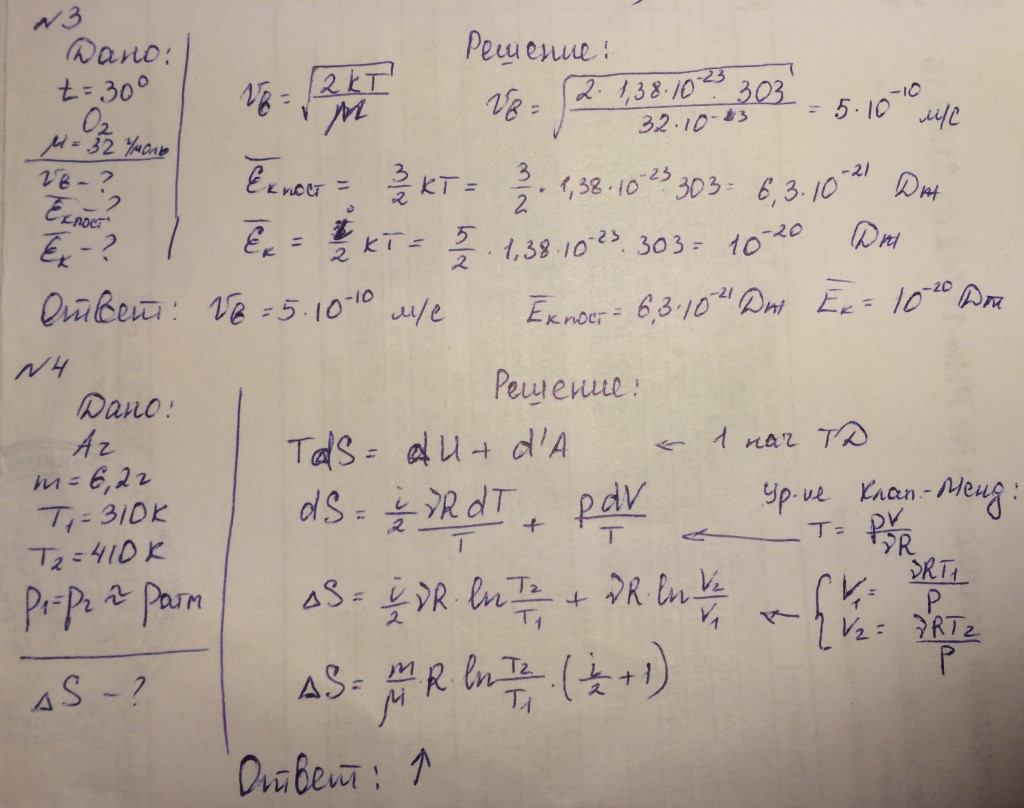 №3
Дано:
t = 30°
O₂
μ = 32 г/моль
vв - ?
Ēк пост - ?
Ēк - ?
Решение:
vв = √(2kT/μ) vв = √(2 · 1,38 · 10⁻²³ · 303 / 32 · 10⁻³) = 5 · 10⁻¹⁰ м/с
Ēк пост = 3/2 kT = 3/2 · 1,38 · 10⁻²³ · 303 = 6,3 · 10⁻²¹ Дж
Ēк = i/2 kT = 5/2 · 1,38 · 10⁻²³ · 303 = 10⁻²⁰ Дж
Ответ: vв = 5 · 10⁻¹⁰ м/с Ēк пост = 6,3 · 10⁻²¹ Дж Ēк = 10⁻²⁰ Дж
№4
Дано:
Ar
m = 6,2 г
T₁ = 310 K
T₂ = 410 K
p₁ = p₂ ≈ pатм
ΔS - ?
Решение:
TdS = dU + d'A ← 1 нач ТД
dS = i/2 νRdT/T + pdV/T ← Ур-ие Клап.-Менд:
T = pV/νR
ΔS = i/2 νR · ln T₂/T₁ + νR · ln V₂/V₁ ← { V₁ = νRT₁/p
V₂ = νRT₂/p
ΔS = m/μ · R · ln T₂/T₁ · (i/2 + 1)
Ответ: ↑